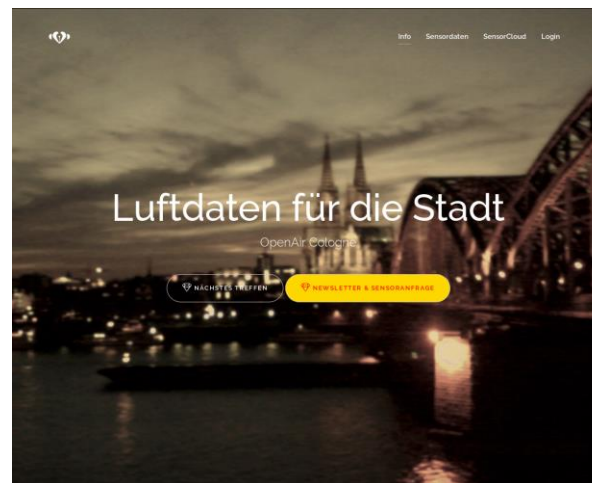 Info Sensordaten SensorCloud Login
Luftdaten für die Stadt
OpenAir Cologne
NÄCHSTES TREFFEN NEWSLETTER & SENSORANFRAGE